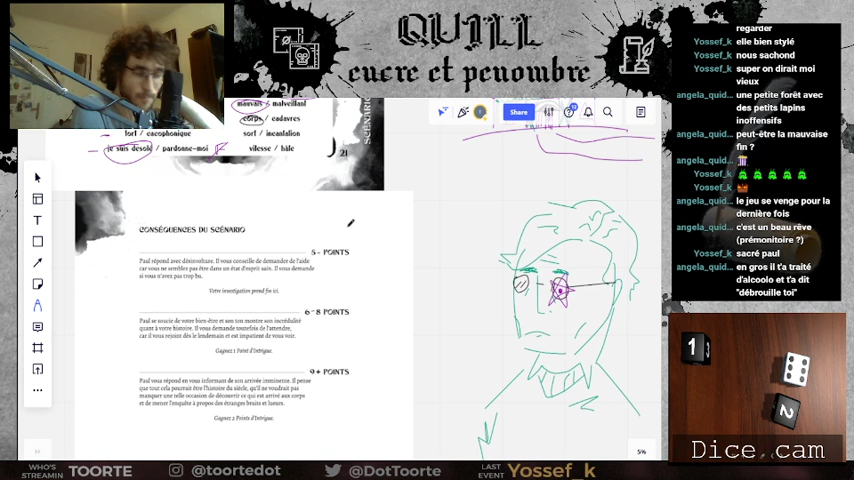 QUILL
encre et penombre
mauvais / malveillant
corps / cadavres
fort / cacophonique
sort / incantation
je suis desolé / pardonne-moi
vitesse / hâte
SCENARIO
21
Share
CONSÉQUENCES DU SCÉNARIO
5- POINTS
Paul répond avec désinvolture. Il vous conseille de demander de l'aide
car vous ne semblez pas être dans un état d'esprit sain. Il vous demande
si vous n'avez pas trop bu.
Votre investigation prend fin ici.
6-8 POINTS
Paul se soucie de votre bien-être et son ton montre son incrédulité
quant à votre histoire. Il vous demande toutefois de l'attendre,
car il vous rejoint dès le lendemain et est impatient de vous voir.
Gagnez 1 Point d'Intrigue.
9+ POINTS
Paul vous répond en vous informant de son arrivée imminente. Il pense
que tout cela pourrait être l'histoire du siècle, qu'il ne voudrait pas
manquer une telle occasion de découvrir ce qui est arrivé aux corps
et de mener l'enquête à propos des étranges bruits et lueurs.
Gagnez 2 Points d'Intrigue.
5%
regarder
Yossef_k elle bien stylé
Yossef_k nous sachond
Yossef_k super on dirait moi
vieux
angela_quid... une petite forêt avec
des petits lapins
inoffensifs
angela_quid... peut-être la mauvaise
fin ?
angela_quid...
Yossef_k
Yossef_k
angela_quid... le jeu se venge pour la
dernière fois
angela_quid... c'est un beau rêve
(prémonitoire ?)
Yossef_k sacré paul
angela_quid... en gros il t'a traité
d'alcoolo et t'a dit
"débrouille toi"
1
2
Dice.cam
WHO'S
STREAMIN
TOORTE
@toortedot
@DotToorte
LAST
EVENT
Yossef_k